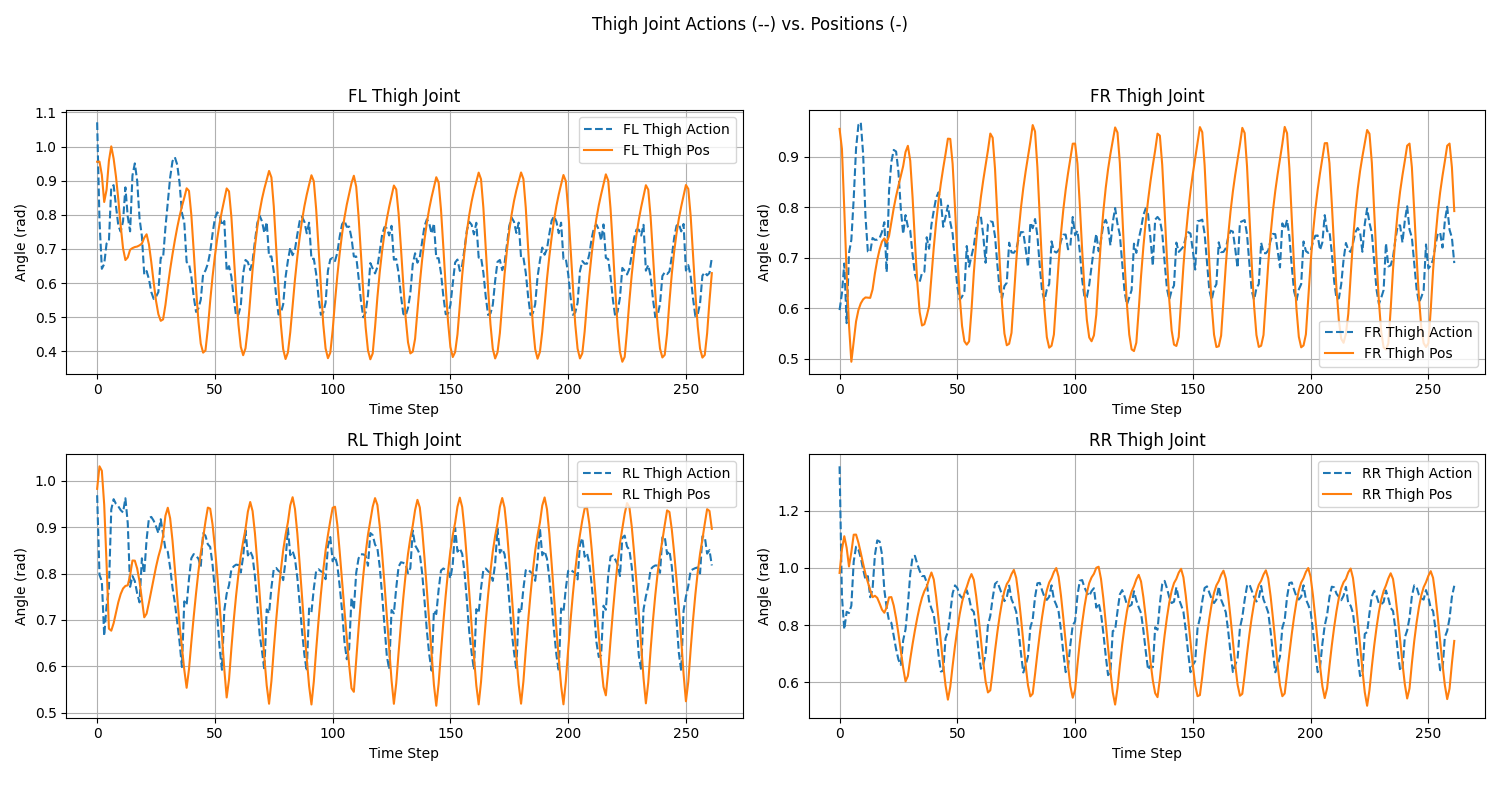 Thigh Joint Actions (--) vs. Positions (-)
FL Thigh Joint
1.1
1.0
0.9
0.8
0.7
0.6
0.5
0.4
Angle (rad)
FL Thigh Action
FL Thigh Pos
0 50 100 150 200 250
Time Step
FR Thigh Joint
0.9
0.8
0.7
0.6
0.5
Angle (rad)
FR Thigh Action
FR Thigh Pos
0 50 100 150 200 250
Time Step
RL Thigh Joint
1.0
0.9
0.8
0.7
0.6
0.5
Angle (rad)
RL Thigh Action
RL Thigh Pos
0 50 100 150 200 250
Time Step
RR Thigh Joint
1.2
1.0
0.8
0.6
Angle (rad)
RR Thigh Action
RR Thigh Pos
0 50 100 150 200 250
Time Step